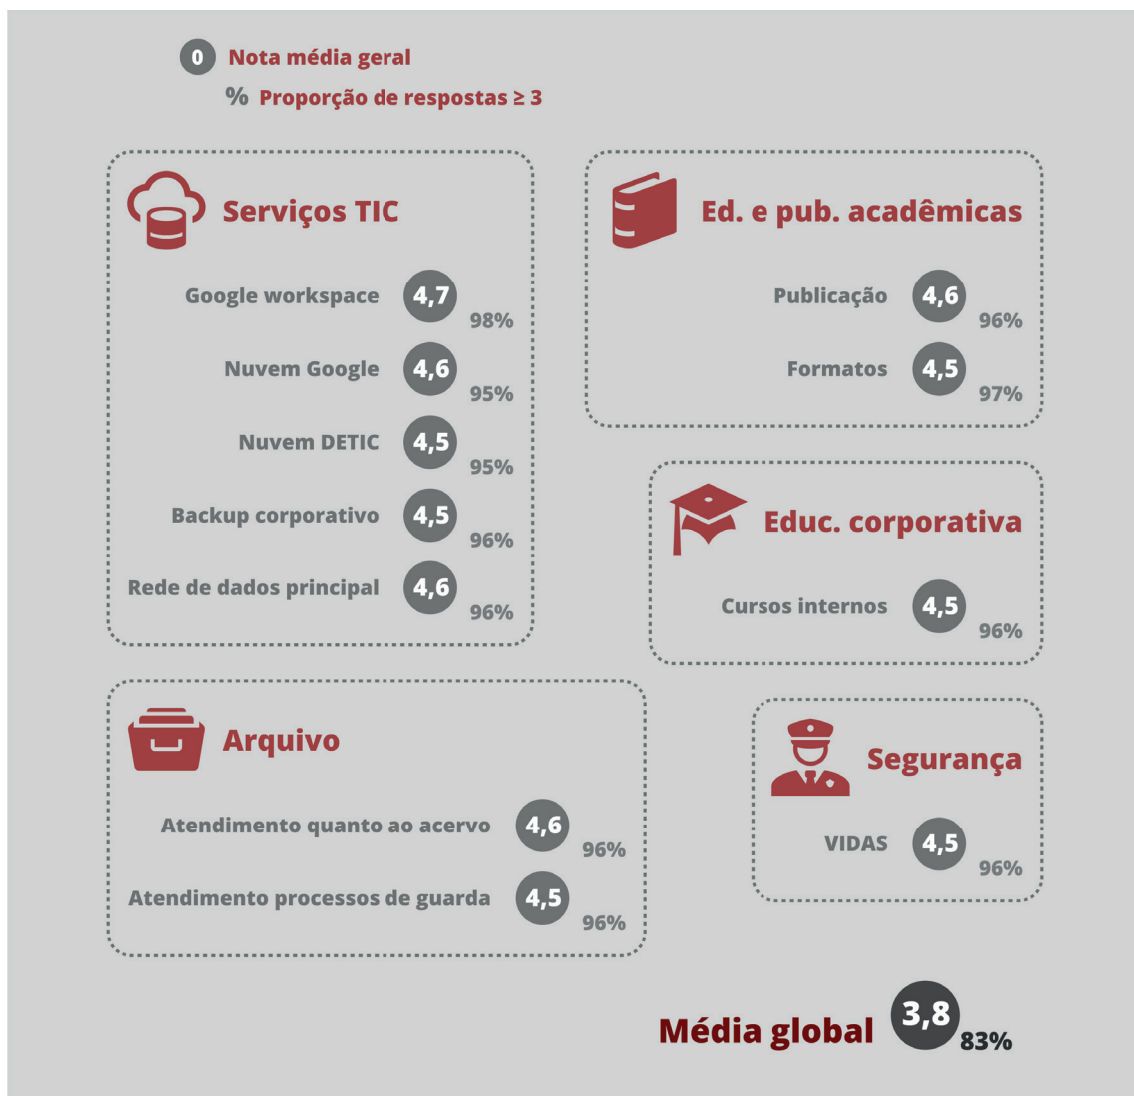 0 Nota média geral
% Proporção de respostas ≥ 3
Serviços TIC
Google workspace 4,7 98%
Nuvem Google 4,6 95%
Nuvem DETIC 4,5 95%
Backup corporativo 4,5 96%
Rede de dados principal 4,6 96%
Ed. e pub. acadêmicas
Publicação 4,6 96%
Formatos 4,5 97%
Educ. corporativa
Cursos internos 4,5 96%
Arquivo
Atendimento quanto ao acervo 4,6 96%
Atendimento processos de guarda 4,5 96%
Segurança
VIDAS 4,5 96%
Média global 3,8 83%